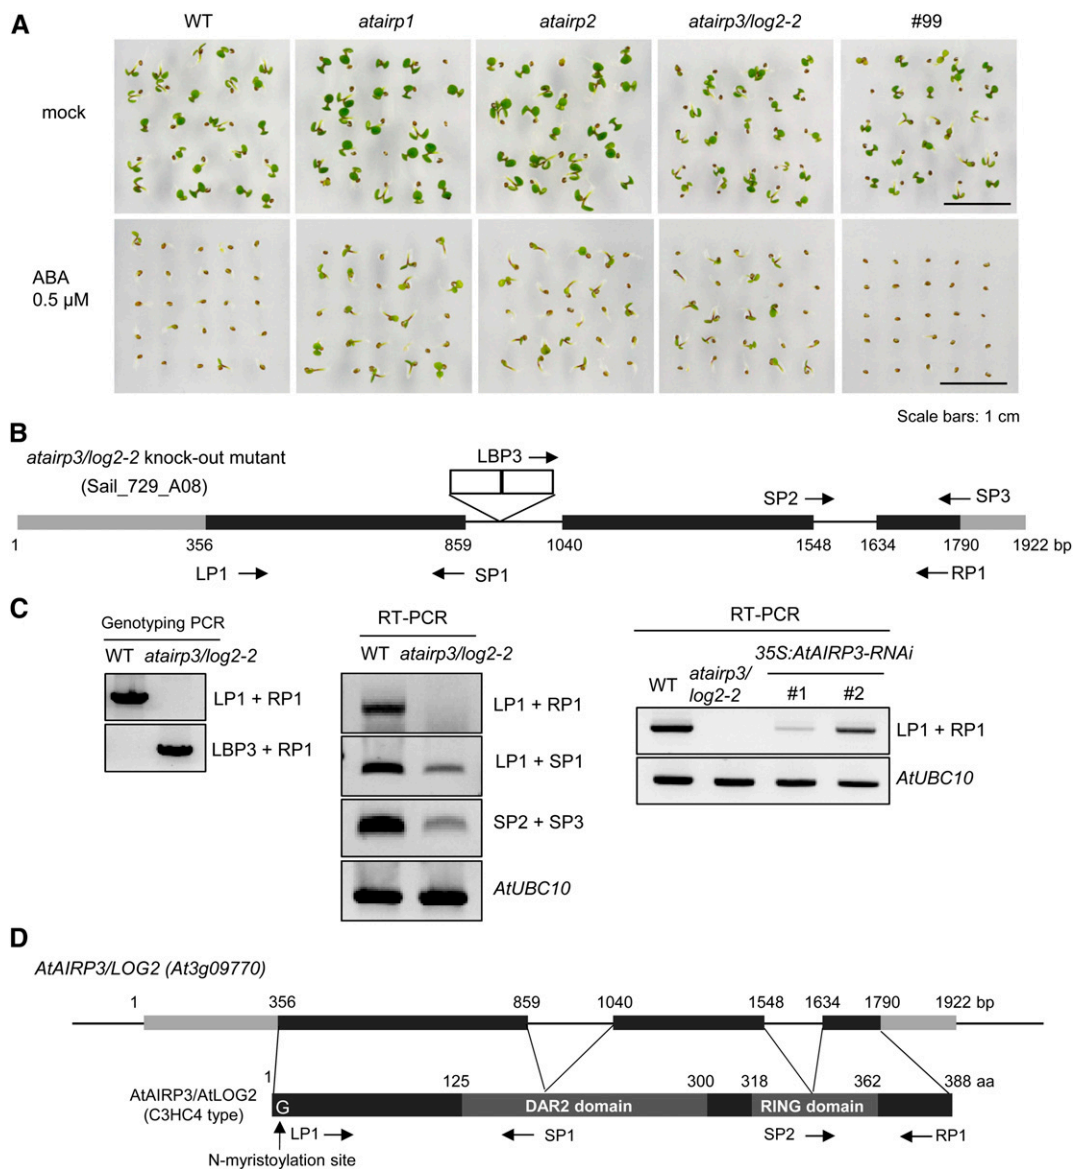 A
WT atairp1 atairp2 atairp3/log2-2 #99
mock
ABA
0.5 µM
Scale bars: 1 cm
B
atairp3/log2-2 knock-out mutant
(Sail_729_A08)
LBP3
SP2
SP3
1 356 859 1040 1548 1634 1790 1922 bp
LP1 SP1 RP1
C
Genotyping PCR
WT atairp3/log2-2
LP1 + RP1
LBP3 + RP1
RT-PCR
WT atairp3/log2-2
LP1 + RP1
LP1 + SP1
SP2 + SP3
AtUBC10
RT-PCR
35S:AtAIRP3-RNAi
WT atairp3/
log2-2
#1 #2
LP1 + RP1
AtUBC10
D
AtAIRP3/LOG2 (At3g09770)
1 356 859 1040 1548 1634 1790 1922 bp
1 125 300 318 362 388 aa
AtAIRP3/AtLOG2
(C3HC4 type)
G DAR2 domain RING domain
LP1 SP1 SP2 RP1
N-myristoylation site